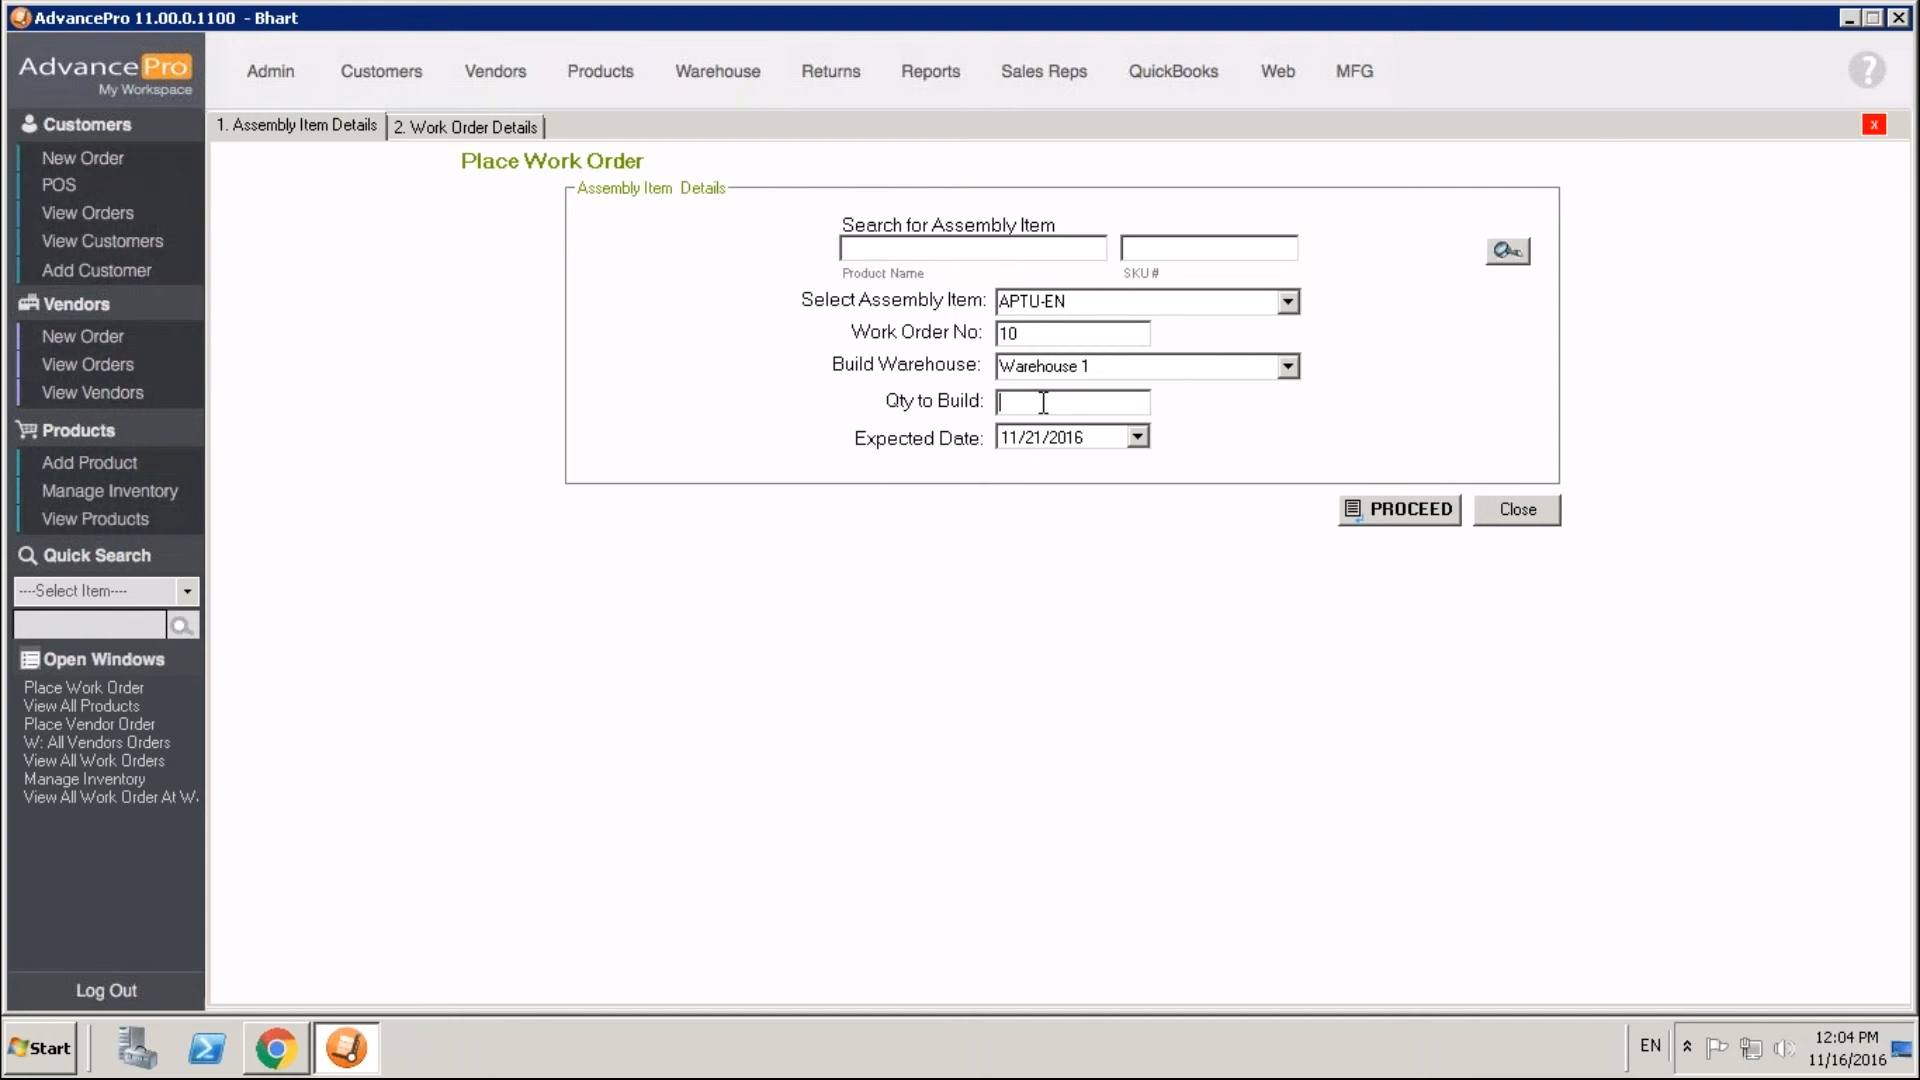 AdvancePro 11.00.0.1100 - Bhart
AdvancePro
My Workspace
Admin Customers Vendors Products Warehouse Returns Reports Sales Reps QuickBooks Web MFG
?
Customers
New Order
POS
View Orders
View Customers
Add Customer
Vendors
New Order
View Orders
View Vendors
Products
Add Product
Manage Inventory
View Products
Quick Search
----Select Item----
Open Windows
Place Work Order
View All Products
Place Vendor Order
W: All Vendors Orders
View All Work Orders
Manage Inventory
View All Work Order At W
Log Out
1. Assembly Item Details 2. Work Order Details
x
Place Work Order
Assembly Item Details
Search for Assembly Item
Product Name SKU #
Select Assembly Item: APTU-EN
Work Order No: 10
Build Warehouse: Warehouse 1
Qty to Build:
Expected Date: 11/21/2016
PROCEED Close
Start
EN
12:04 PM
11/16/2016